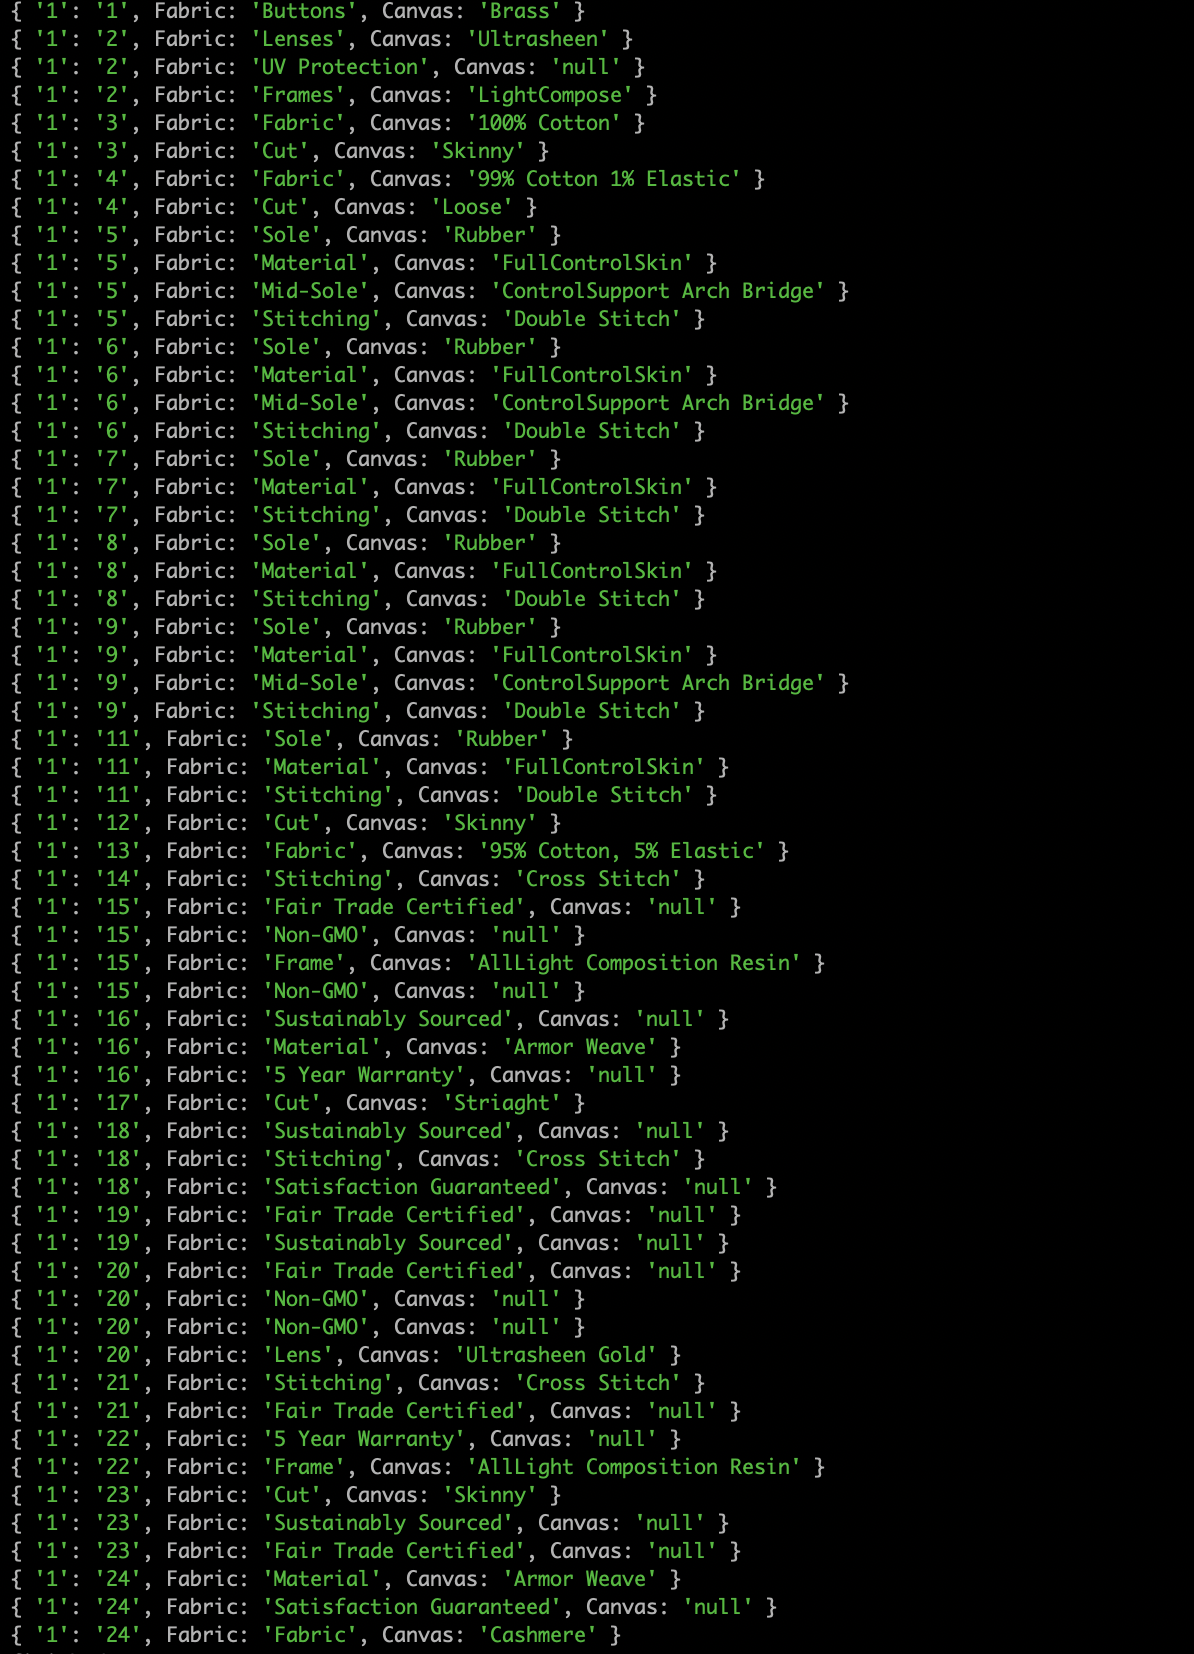 { '1': '1', Fabric: 'Buttons', Canvas: 'Brass' }
{ '1': '2', Fabric: 'Lenses', Canvas: 'Ultrasheen' }
{ '1': '2', Fabric: 'UV Protection', Canvas: 'null' }
{ '1': '2', Fabric: 'Frames', Canvas: 'LightCompose' }
{ '1': '3', Fabric: 'Fabric', Canvas: '100% Cotton' }
{ '1': '3', Fabric: 'Cut', Canvas: 'Skinny' }
{ '1': '4', Fabric: 'Fabric', Canvas: '99% Cotton 1% Elastic' }
{ '1': '4', Fabric: 'Cut', Canvas: 'Loose' }
{ '1': '5', Fabric: 'Sole', Canvas: 'Rubber' }
{ '1': '5', Fabric: 'Material', Canvas: 'FullControlSkin' }
{ '1': '5', Fabric: 'Mid-Sole', Canvas: 'ControlSupport Arch Bridge' }
{ '1': '5', Fabric: 'Stitching', Canvas: 'Double Stitch' }
{ '1': '6', Fabric: 'Sole', Canvas: 'Rubber' }
{ '1': '6', Fabric: 'Material', Canvas: 'FullControlSkin' }
{ '1': '6', Fabric: 'Mid-Sole', Canvas: 'ControlSupport Arch Bridge' }
{ '1': '6', Fabric: 'Stitching', Canvas: 'Double Stitch' }
{ '1': '7', Fabric: 'Sole', Canvas: 'Rubber' }
{ '1': '7', Fabric: 'Material', Canvas: 'FullControlSkin' }
{ '1': '7', Fabric: 'Stitching', Canvas: 'Double Stitch' }
{ '1': '8', Fabric: 'Sole', Canvas: 'Rubber' }
{ '1': '8', Fabric: 'Material', Canvas: 'FullControlSkin' }
{ '1': '8', Fabric: 'Stitching', Canvas: 'Double Stitch' }
{ '1': '9', Fabric: 'Sole', Canvas: 'Rubber' }
{ '1': '9', Fabric: 'Material', Canvas: 'FullControlSkin' }
{ '1': '9', Fabric: 'Mid-Sole', Canvas: 'ControlSupport Arch Bridge' }
{ '1': '9', Fabric: 'Stitching', Canvas: 'Double Stitch' }
{ '1': '11', Fabric: 'Sole', Canvas: 'Rubber' }
{ '1': '11', Fabric: 'Material', Canvas: 'FullControlSkin' }
{ '1': '11', Fabric: 'Stitching', Canvas: 'Double Stitch' }
{ '1': '12', Fabric: 'Cut', Canvas: 'Skinny' }
{ '1': '13', Fabric: 'Fabric', Canvas: '95% Cotton, 5% Elastic' }
{ '1': '14', Fabric: 'Stitching', Canvas: 'Cross Stitch' }
{ '1': '15', Fabric: 'Fair Trade Certified', Canvas: 'null' }
{ '1': '15', Fabric: 'Non-GMO', Canvas: 'null' }
{ '1': '15', Fabric: 'Frame', Canvas: 'AllLight Composition Resin' }
{ '1': '15', Fabric: 'Non-GMO', Canvas: 'null' }
{ '1': '16', Fabric: 'Sustainably Sourced', Canvas: 'null' }
{ '1': '16', Fabric: 'Material', Canvas: 'Armor Weave' }
{ '1': '16', Fabric: '5 Year Warranty', Canvas: 'null' }
{ '1': '17', Fabric: 'Cut', Canvas: 'Striaght' }
{ '1': '18', Fabric: 'Sustainably Sourced', Canvas: 'null' }
{ '1': '18', Fabric: 'Stitching', Canvas: 'Cross Stitch' }
{ '1': '18', Fabric: 'Satisfaction Guaranteed', Canvas: 'null' }
{ '1': '19', Fabric: 'Fair Trade Certified', Canvas: 'null' }
{ '1': '19', Fabric: 'Sustainably Sourced', Canvas: 'null' }
{ '1': '20', Fabric: 'Fair Trade Certified', Canvas: 'null' }
{ '1': '20', Fabric: 'Non-GMO', Canvas: 'null' }
{ '1': '20', Fabric: 'Non-GMO', Canvas: 'null' }
{ '1': '20', Fabric: 'Lens', Canvas: 'Ultrasheen Gold' }
{ '1': '21', Fabric: 'Stitching', Canvas: 'Cross Stitch' }
{ '1': '21', Fabric: 'Fair Trade Certified', Canvas: 'null' }
{ '1': '22', Fabric: '5 Year Warranty', Canvas: 'null' }
{ '1': '22', Fabric: 'Frame', Canvas: 'AllLight Composition Resin' }
{ '1': '23', Fabric: 'Cut', Canvas: 'Skinny' }
{ '1': '23', Fabric: 'Sustainably Sourced', Canvas: 'null' }
{ '1': '23', Fabric: 'Fair Trade Certified', Canvas: 'null' }
{ '1': '24', Fabric: 'Material', Canvas: 'Armor Weave' }
{ '1': '24', Fabric: 'Satisfaction Guaranteed', Canvas: 'null' }
{ '1': '24', Fabric: 'Fabric', Canvas: 'Cashmere' }